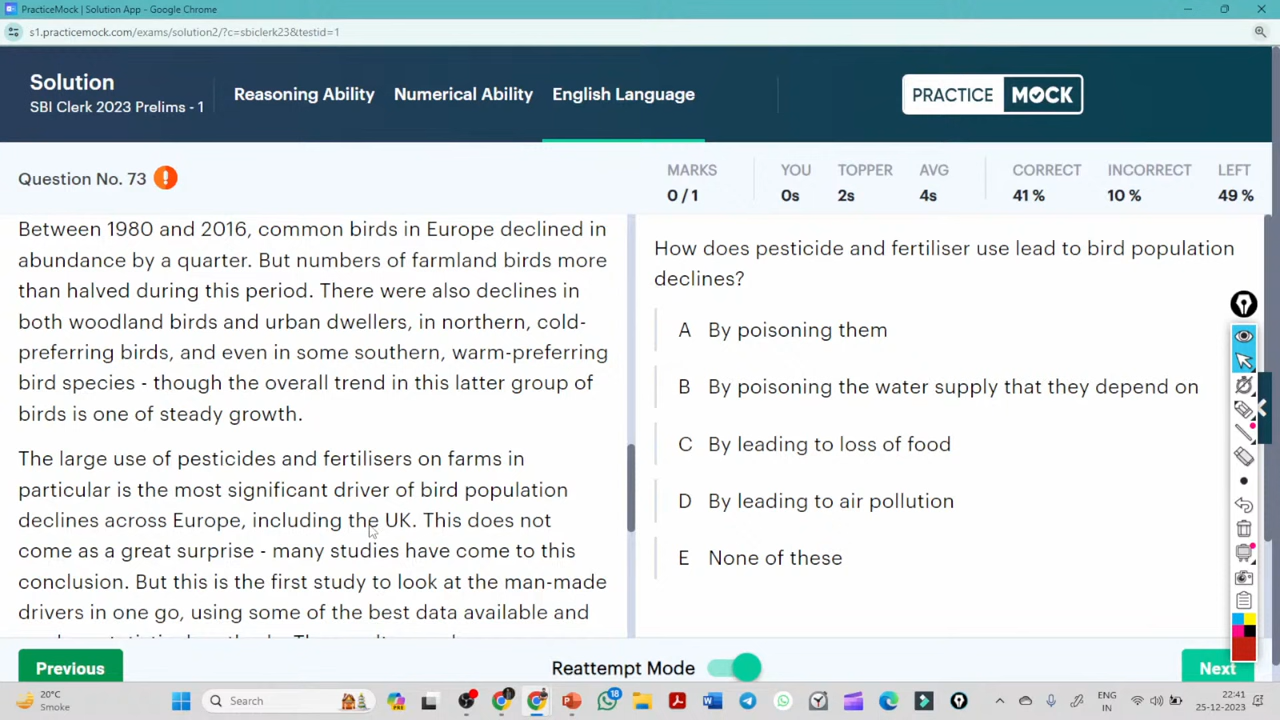 PracticeMock | Solution App - Google Chrome
s1.practicemock.com/exams/solution2/?c=sbiclerk23&testid=1
Solution
SBI Clerk 2023 Prelims - 1
Reasoning Ability
Numerical Ability
English Language
PRACTICE MOCK
Question No. 73
MARKS
0 / 1
YOU
0s
TOPPER
2s
AVG
4s
CORRECT
41 %
INCORRECT
10 %
LEFT
49 %
Between 1980 and 2016, common birds in Europe declined in
abundance by a quarter. But numbers of farmland birds more
than halved during this period. There were also declines in
both woodland birds and urban dwellers, in northern, cold-
preferring birds, and even in some southern, warm-preferring
bird species - though the overall trend in this latter group of
birds is one of steady growth.
The large use of pesticides and fertilisers on farms in
particular is the most significant driver of bird population
declines across Europe, including the UK. This does not
come as a great surprise - many studies have come to this
conclusion. But this is the first study to look at the man-made
drivers in one go, using some of the best data available and
How does pesticide and fertiliser use lead to bird population
declines?
A By poisoning them
B By poisoning the water supply that they depend on
C By leading to loss of food
D By leading to air pollution
E None of these
Previous
Reattempt Mode
Next
20°C
Smoke
Search
18
ENG
IN
22:41
25-12-2023